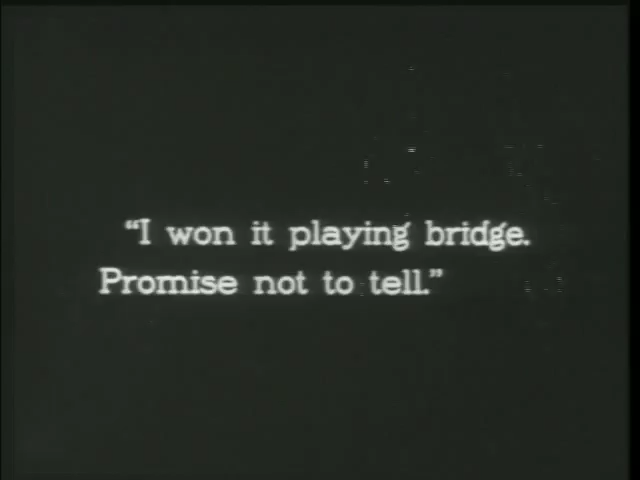 “I won it playing bridge.
Promise not to tell.”